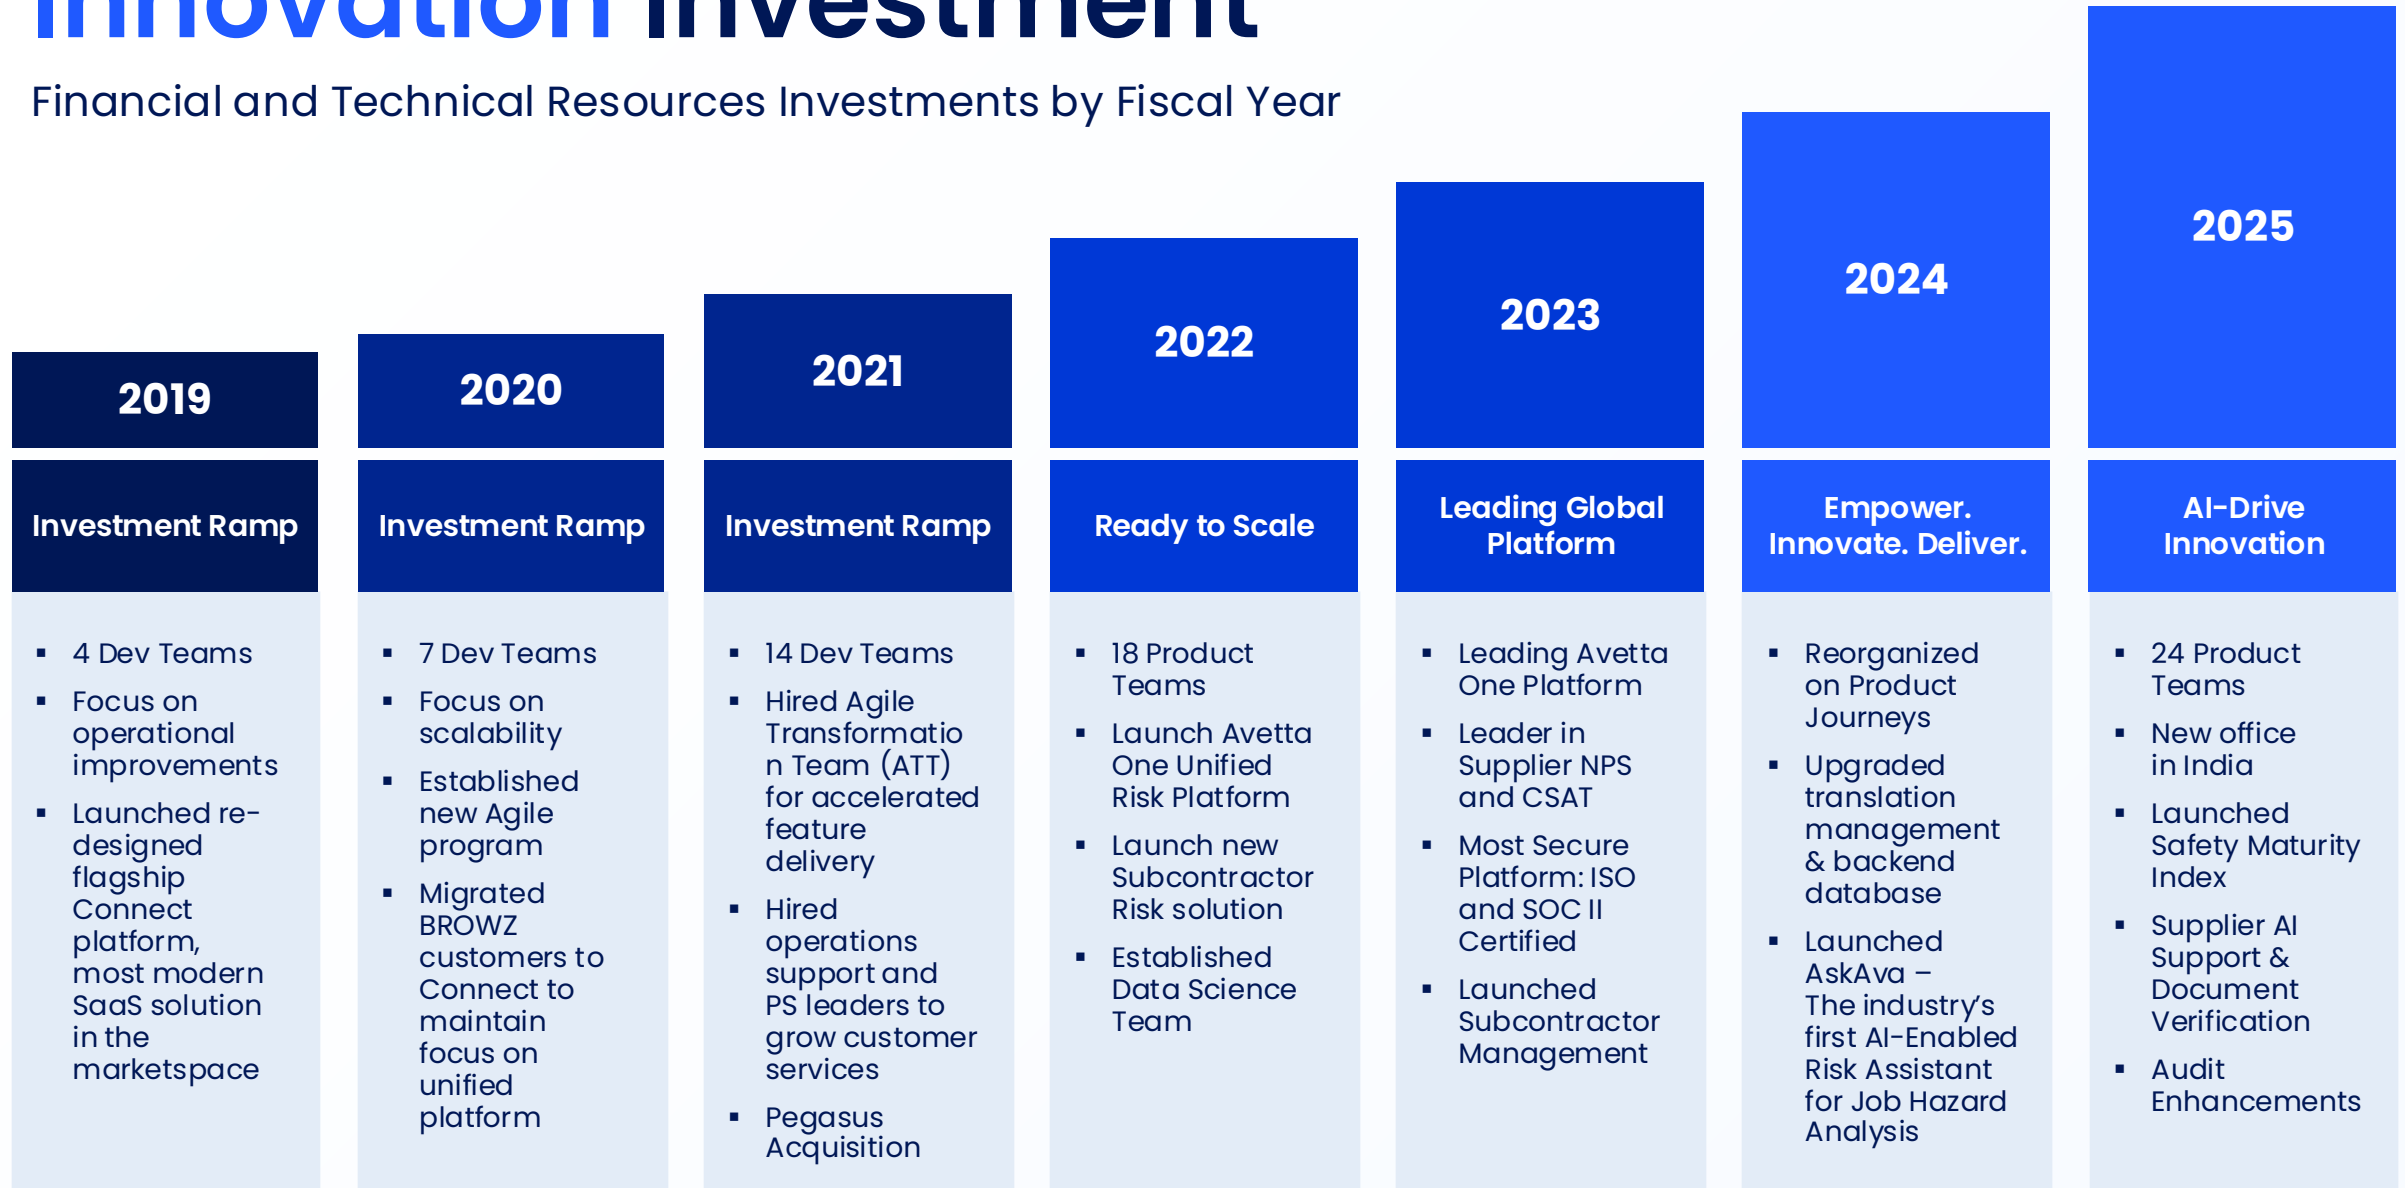 Innovation Investment
Financial and Technical Resources Investments by Fiscal Year
2019
Investment Ramp
▪ 4 Dev Teams
▪ Focus on
operational
improvements
▪ Launched re-
designed
flagship
Connect
platform,
most modern
SaaS solution
in the
marketspace
2020
Investment Ramp
▪ 7 Dev Teams
▪ Focus on
scalability
▪ Established
new Agile
program
▪ Migrated
BROWZ
customers to
Connect to
maintain
focus on
unified
platform
2021
Investment Ramp
▪ 14 Dev Teams
▪ Hired Agile
Transformatio
n Team (ATT)
for accelerated
feature
delivery
▪ Hired
operations
support and
PS leaders to
grow customer
services
▪ Pegasus
Acquisition
2022
Ready to Scale
▪ 18 Product
Teams
▪ Launch Avetta
One Unified
Risk Platform
▪ Launch new
Subcontractor
Risk solution
▪ Established
Data Science
Team
2023
Leading Global
Platform
▪ Leading Avetta
One Platform
▪ Leader in
Supplier NPS
and CSAT
▪ Most Secure
Platform: ISO
and SOC II
Certified
▪ Launched
Subcontractor
Management
2024
Empower.
Innovate. Deliver.
▪ Reorganized
on Product
Journeys
▪ Upgraded
translation
management
& backend
database
▪ Launched
AskAva –
The industry’s
first AI-Enabled
Risk Assistant
for Job Hazard
Analysis
2025
AI-Drive
Innovation
▪ 24 Product
Teams
▪ New office
in India
▪ Launched
Safety Maturity
Index
▪ Supplier AI
Support &
Document
Verification
▪ Audit
Enhancements